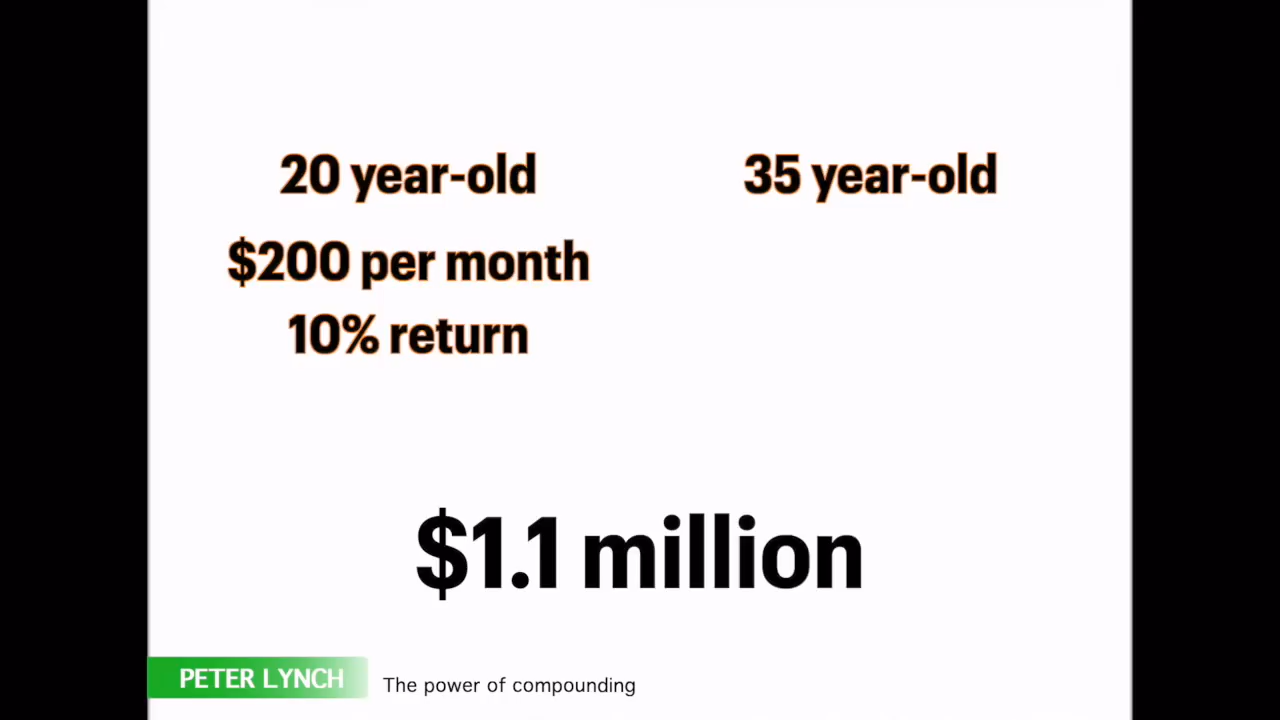 20 year-old
35 year-old
$200 per month
10% return
$1.1 million
PETER LYNCH
The power of compounding